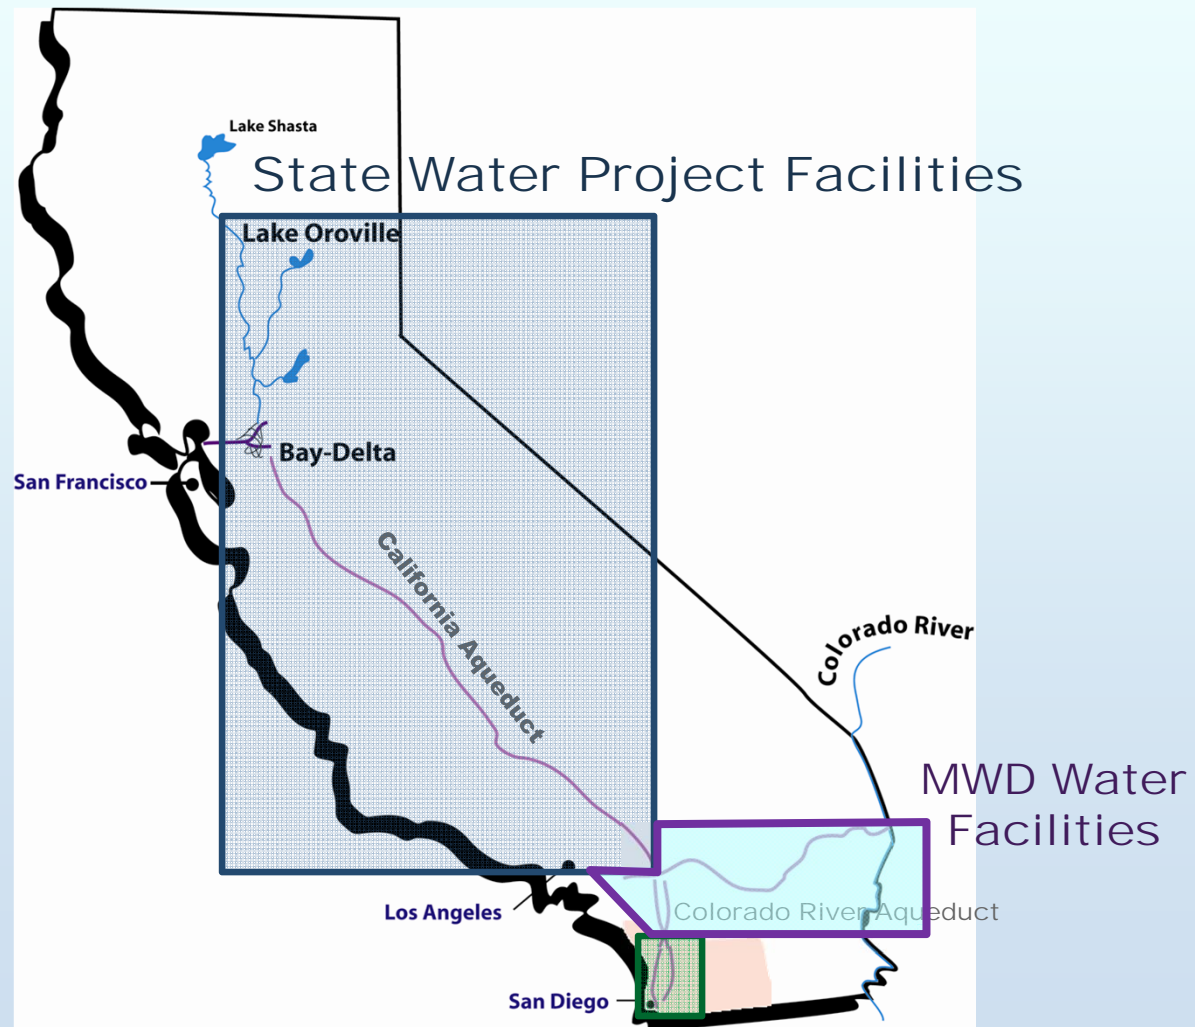 Lake Shasta
State Water Project Facilities
Lake Oroville
Bay-Delta
San Francisco
California Aqueduct
Colorado River
MWD Water
Facilities
Los Angeles
Colorado River Aqueduct
San Diego